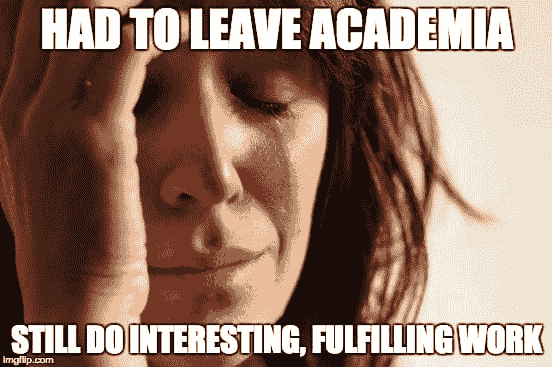 HAD TO LEAVE ACADEMIA
STILL DO INTERESTING, FULFILLING WORK
imgflip.com